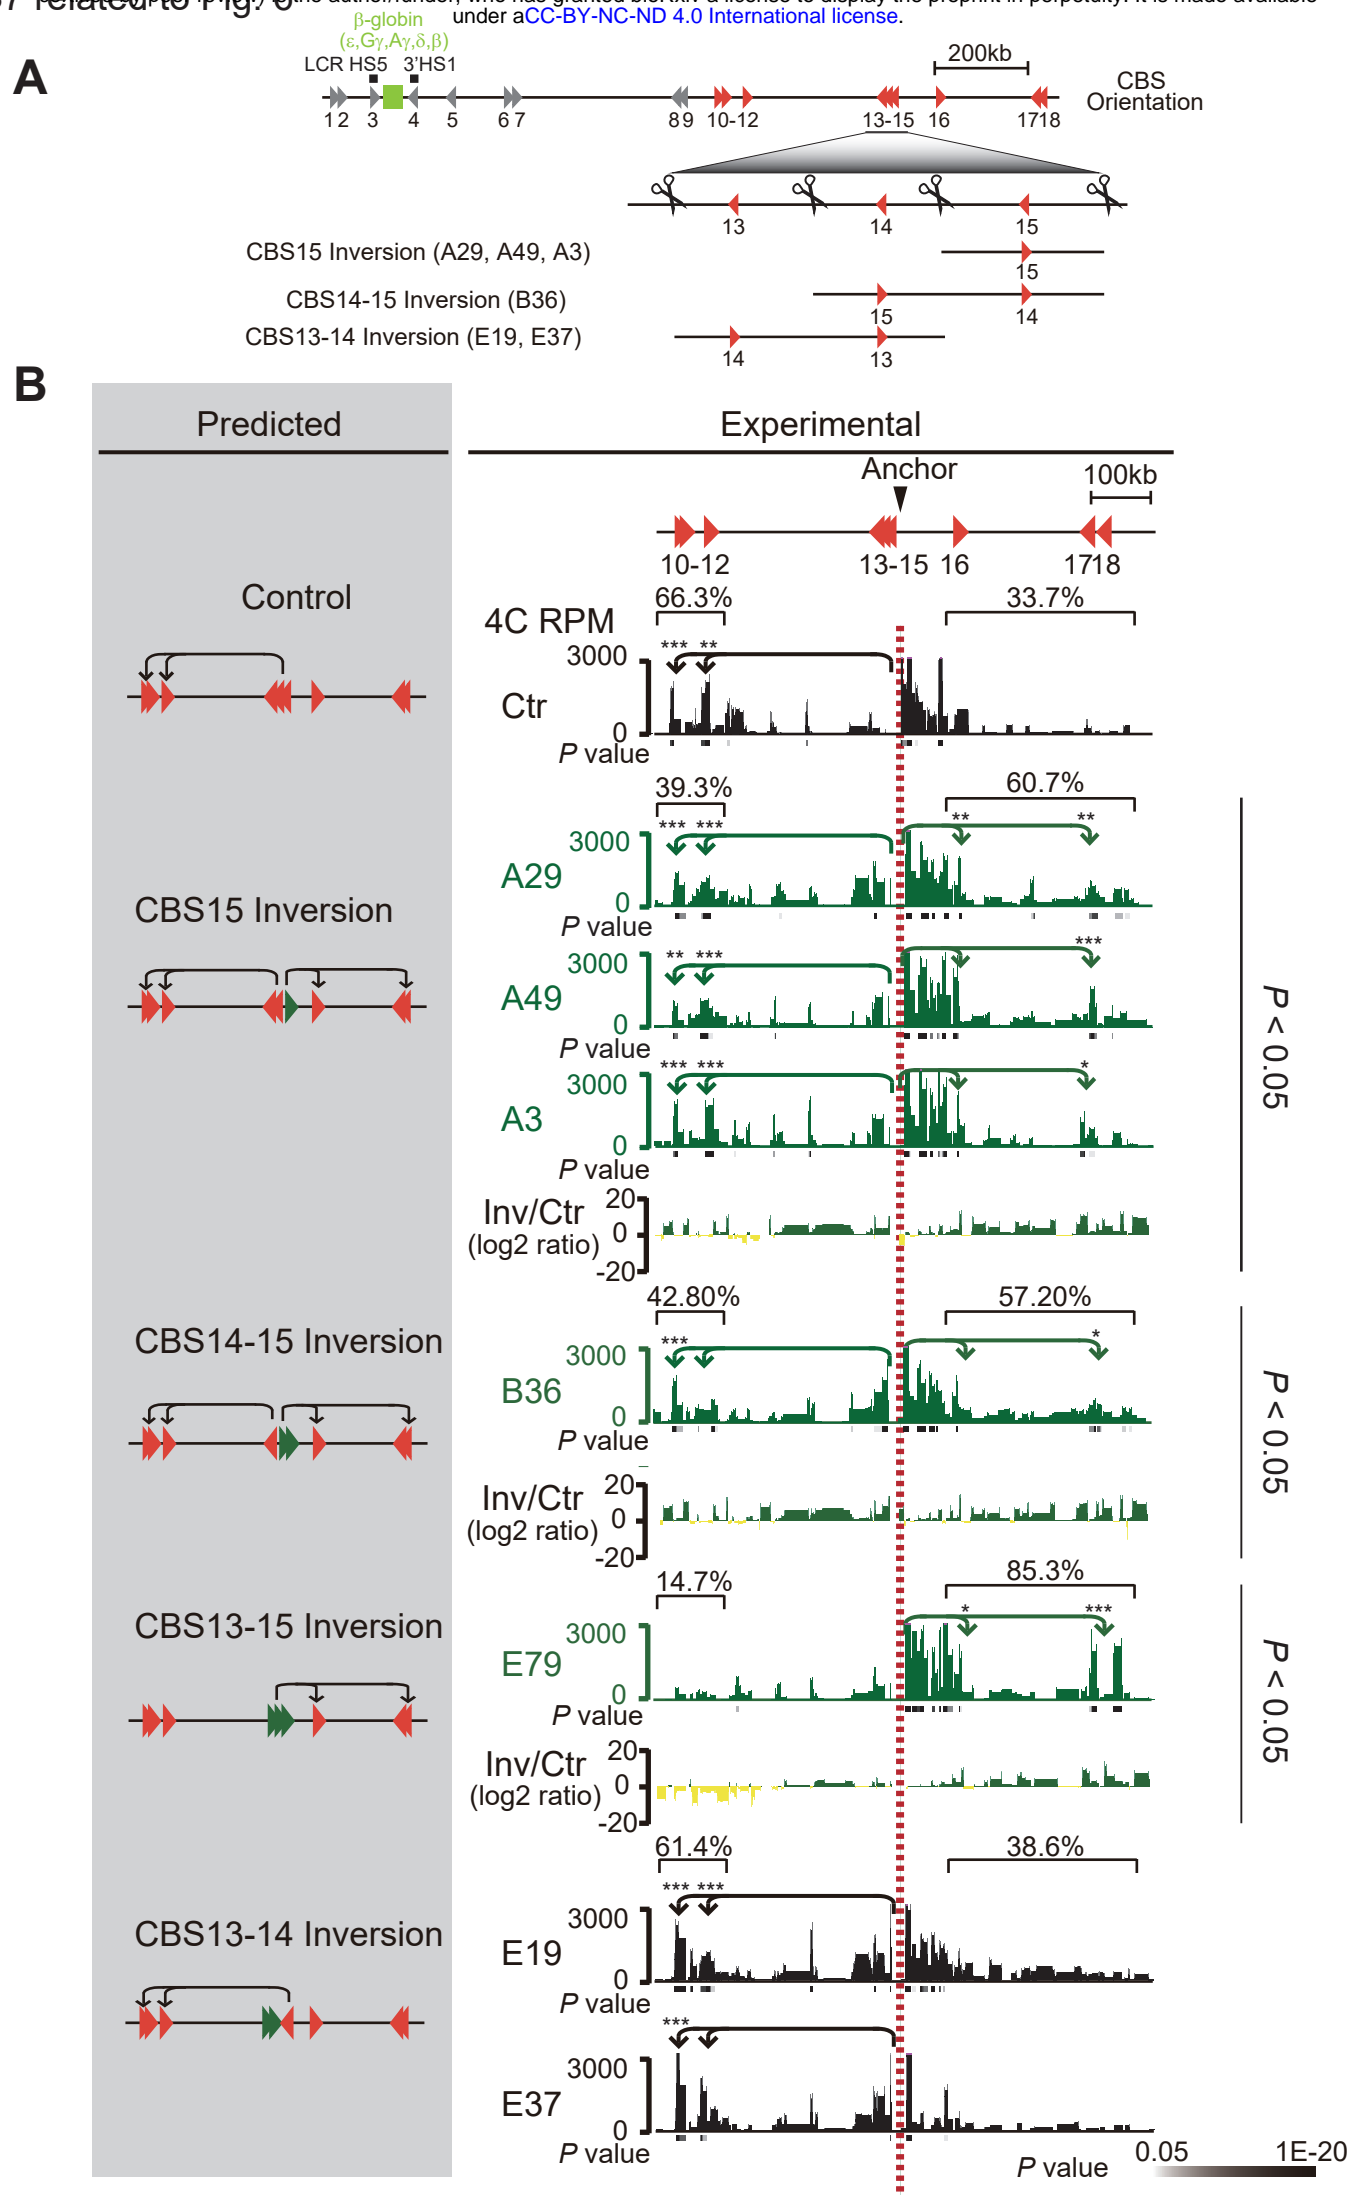 under aCC-BY-NC-ND 4.0 International license.
A
β-globin
(ε,Gγ,Aγ,δ,β)
LCR HS5 3'HS1
200kb
CBS
Orientation
12 3 4 5 67 89 10-12 13-15 16 1718
13 14 15
CBS15 Inversion (A29, A49, A3)
15
CBS14-15 Inversion (B36)
15 14
CBS13-14 Inversion (E19, E37)
14 13
B
Predicted
Experimental
Anchor
100kb
10-12 13-15 16 1718
Control
66.3% 33.7%
4C RPM
*** **
3000
Ctr
0
P value
39.3% 60.7%
*** *** ** **
3000
A29
0
P value
CBS15 Inversion
** *** ***
3000
A49
0
P value
*** *** *
3000
A3
0
P value
P < 0.05
Inv/Ctr
(log2 ratio)
20
0
-20
42.80% 57.20%
CBS14-15 Inversion
*** *
3000
B36
0
P value
P < 0.05
Inv/Ctr
(log2 ratio)
20
0
-20
14.7% 85.3%
CBS13-15 Inversion
* ***
3000
E79
0
P value
P < 0.05
Inv/Ctr
(log2 ratio)
20
0
-20
61.4% 38.6%
*** ***
CBS13-14 Inversion
3000
E19
0
P value
***
3000
E37
0
P value
0.05 1E-20
P value